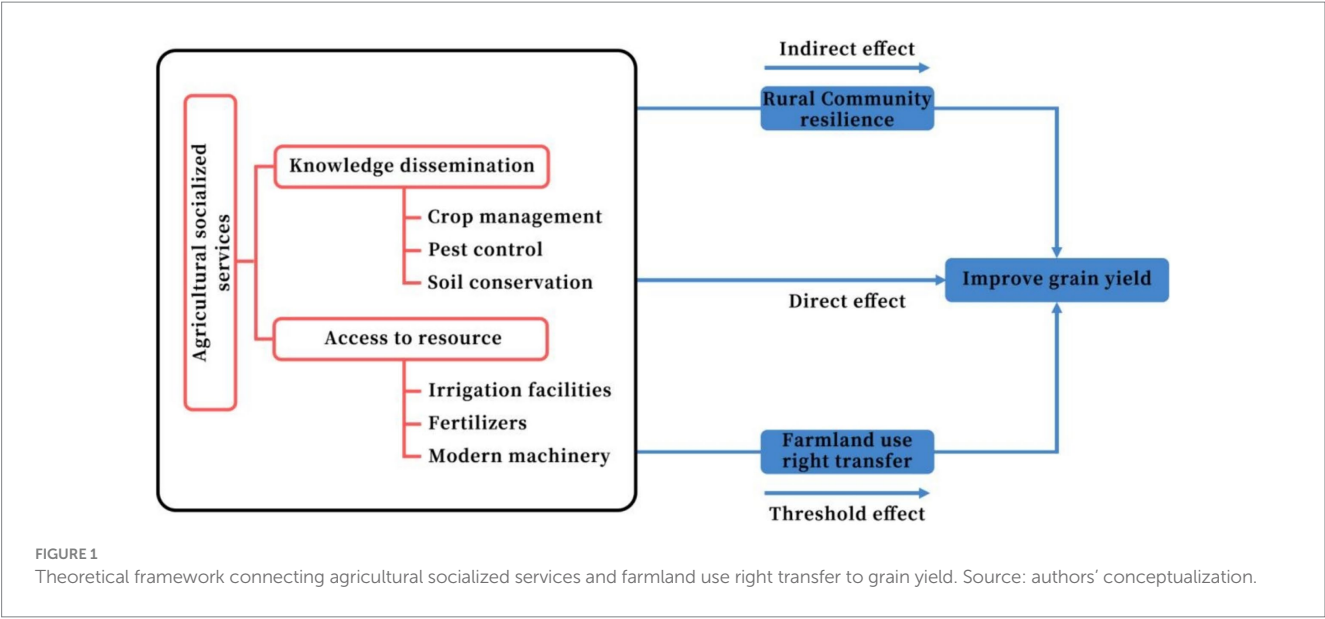 Agricultural socialized
services
Knowledge dissemination
Crop management
Pest control
Soil conservation
Access to resource
Irrigation facilities
Fertilizers
Modern machinery
Indirect effect
Rural Community
resilience
Direct effect
Improve grain yield
Farmland use
right transfer
Threshold effect
FIGURE 1
Theoretical framework connecting agricultural socialized services and farmland use right transfer to grain yield. Source: authors’ conceptualization.